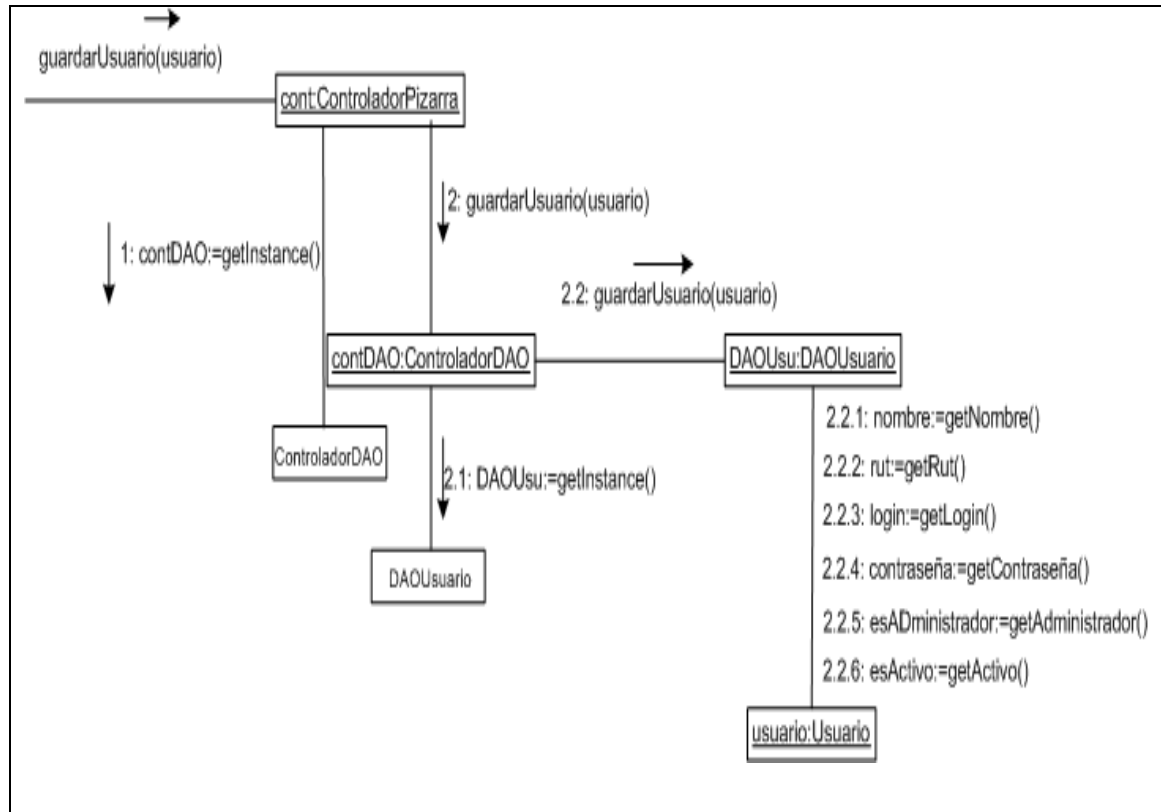 guardarUsuario(usuario)
cont:ControladorPizarra
2: guardarUsuario(usuario)
1: contDAO:=getInstance()
2.2: guardarUsuario(usuario)
contDAO:ControladorDAO
DAOUsu:DAOUsuario
2.2.1: nombre:=getNombre()
ControladorDAO
2.2.2: rut:=getRut()
2.1: DAOUsu:=getInstance()
2.2.3: login:=getLogin()
DAOUsuario
2.2.4: contraseña:=getContraseña()
2.2.5: esADministrador:=getAdministrador()
2.2.6: esActivo:=getActivo()
usuario:Usuario